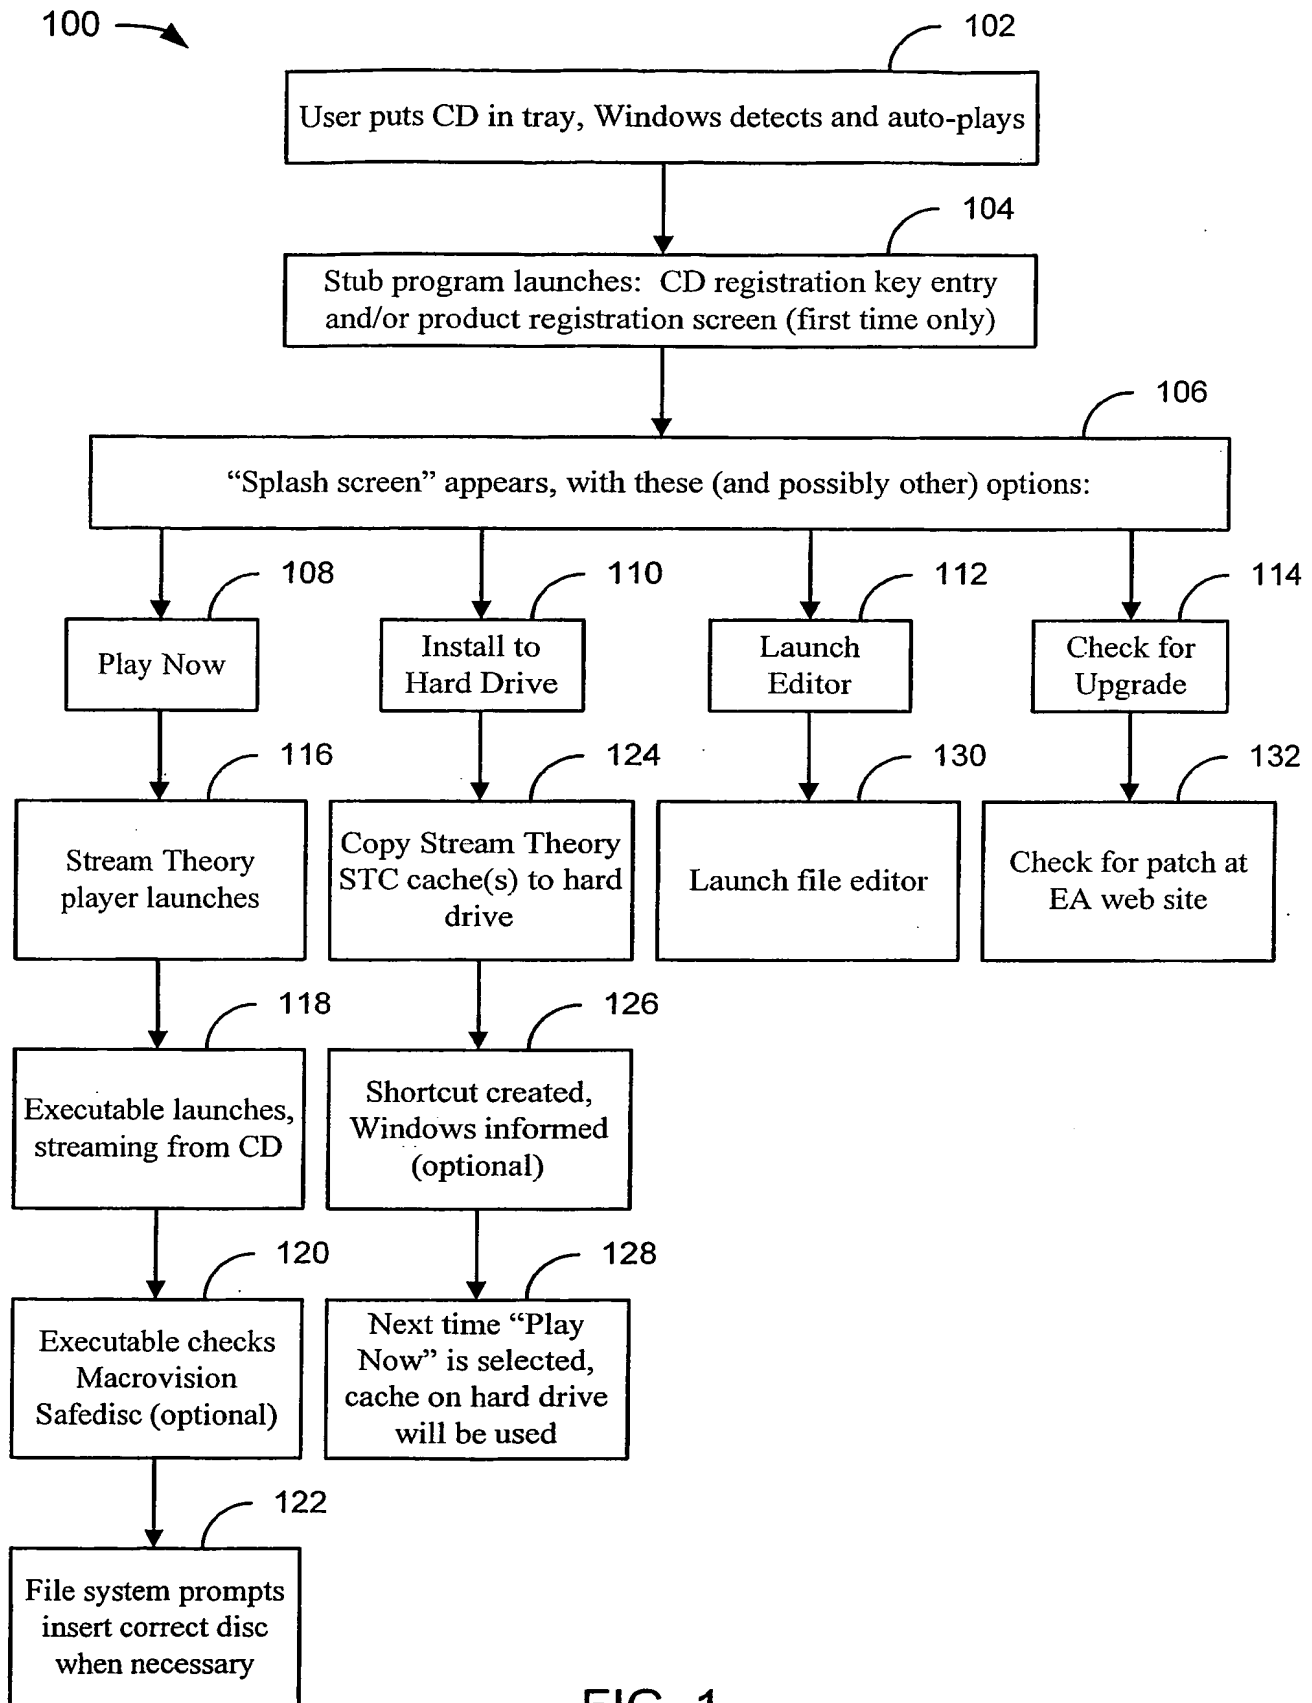 100
102
User puts CD in tray, Windows detects and auto-plays
104
Stub program launches: CD registration key entry
and/or product registration screen (first time only)
106
“Splash screen” appears, with these (and possibly other) options:
108
Play Now
110
Install to
Hard Drive
112
Launch
Editor
114
Check for
Upgrade
116
Stream Theory
player launches
124
Copy Stream Theory
STC cache(s) to hard
drive
130
Launch file editor
132
Check for patch at
EA web site
118
Executable launches,
streaming from CD
126
Shortcut created,
Windows informed
(optional)
120
Executable checks
Macrovision
Safedisc (optional)
128
Next time “Play
Now” is selected,
cache on hard drive
will be used
122
File system prompts
insert correct disc
when necessary
FIG. 1